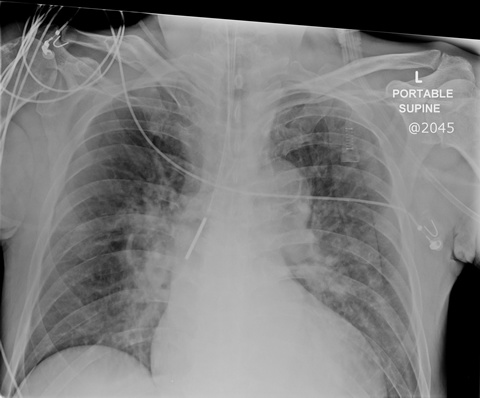 L
PORTABLE
SUPINE
@2045